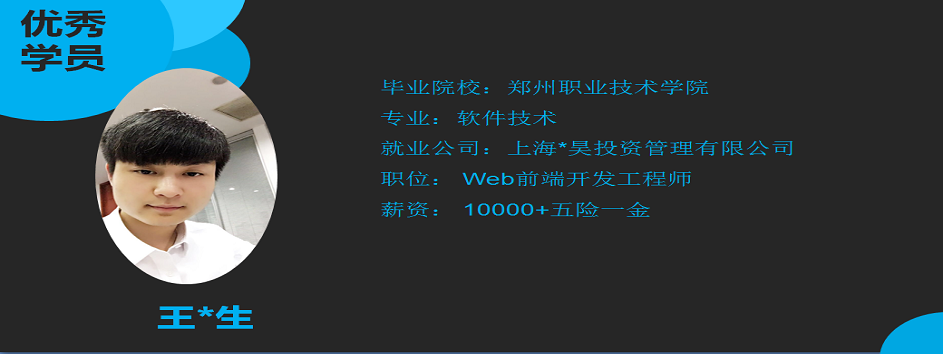 优秀
学员
毕业院校：郑州职业技术学院
专业：软件技术
就业公司：上海*昊投资管理有限公司
职位： Web前端开发工程师
薪资： 10000+五险一金
王*生